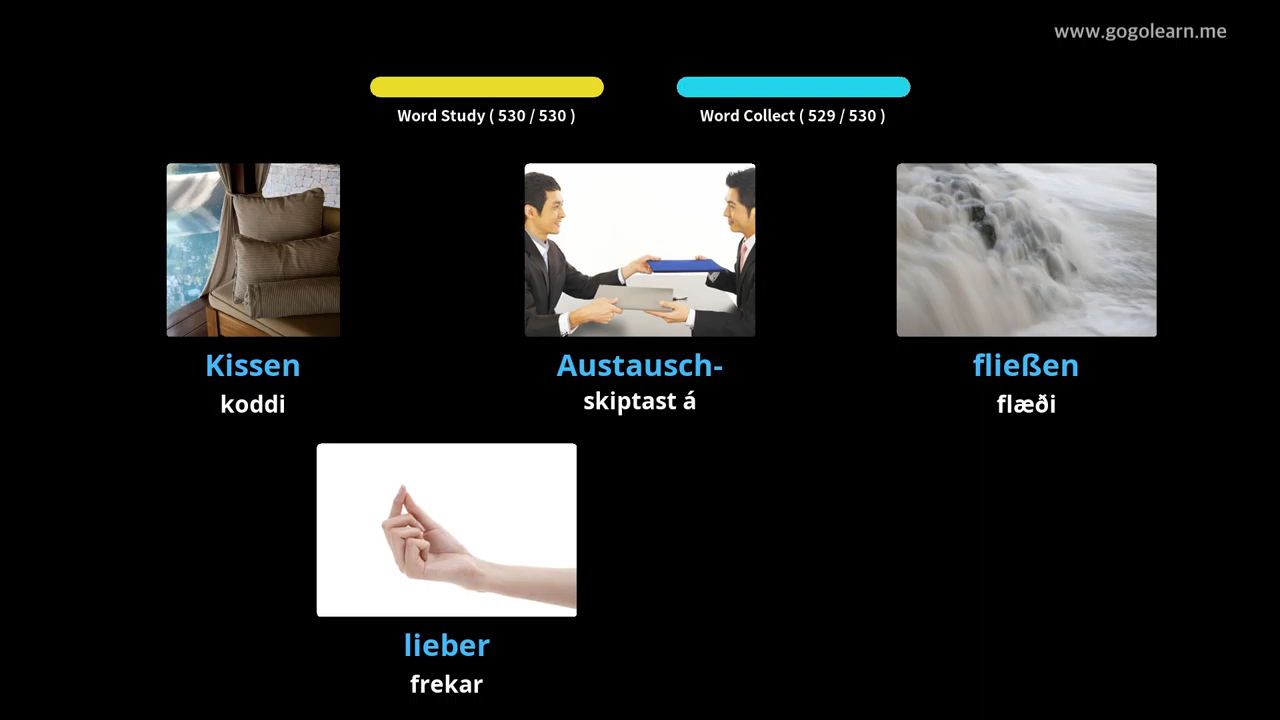 www.gogolearn.me
Word Study ( 530 / 530 )
Word Collect ( 529 / 530 )
Kissen
koddi
Austausch-
skiptast á
fließen
flæði
lieber
frekar